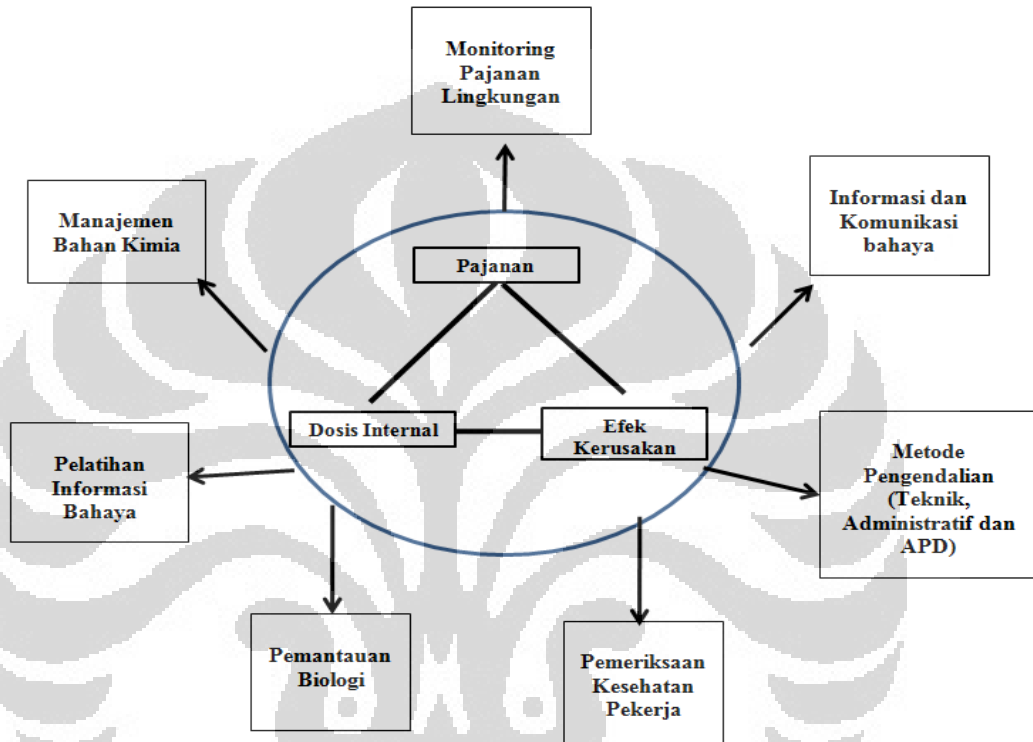 Monitoring
Pajanan
Lingkungan
Manajemen
Bahan Kimia
Informasi dan
Komunikasi
bahaya
Pajanan
Dosis Internal
Efek
Kerusakan
Pelatihan
Informasi
Bahaya
Metode
Pengendalian
(Teknik,
Administratif dan
APD)
Pemantauan
Biologi
Pemeriksaan
Kesehatan
Pekerja